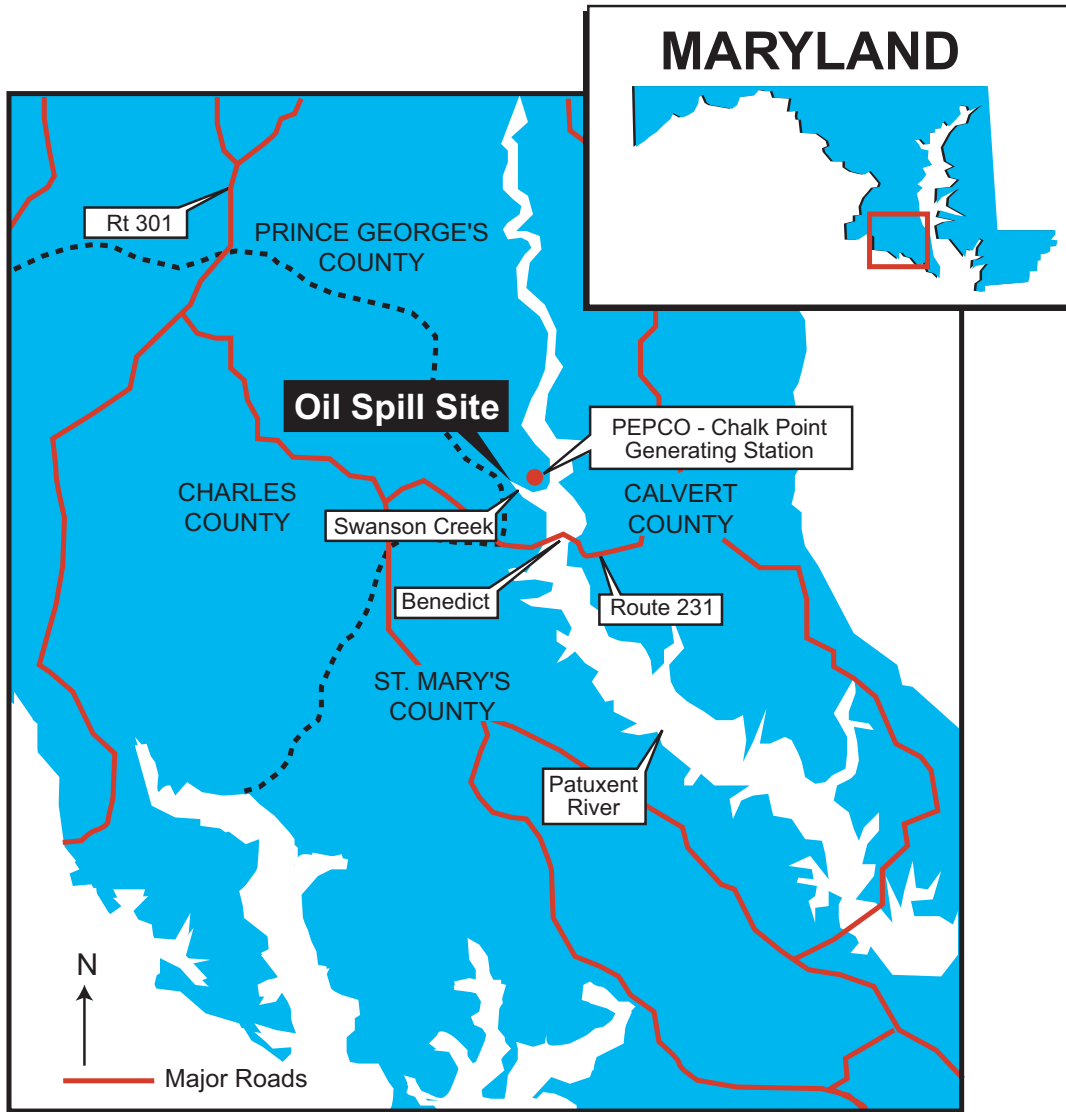 MARYLAND
Rt 301
PRINCE GEORGE'S
COUNTY
Oil Spill Site
PEPCO - Chalk Point
Generating Station
CHARLES
COUNTY
CALVERT
COUNTY
Swanson Creek
Benedict
Route 231
ST. MARY'S
COUNTY
Patuxent
River
N
Major Roads